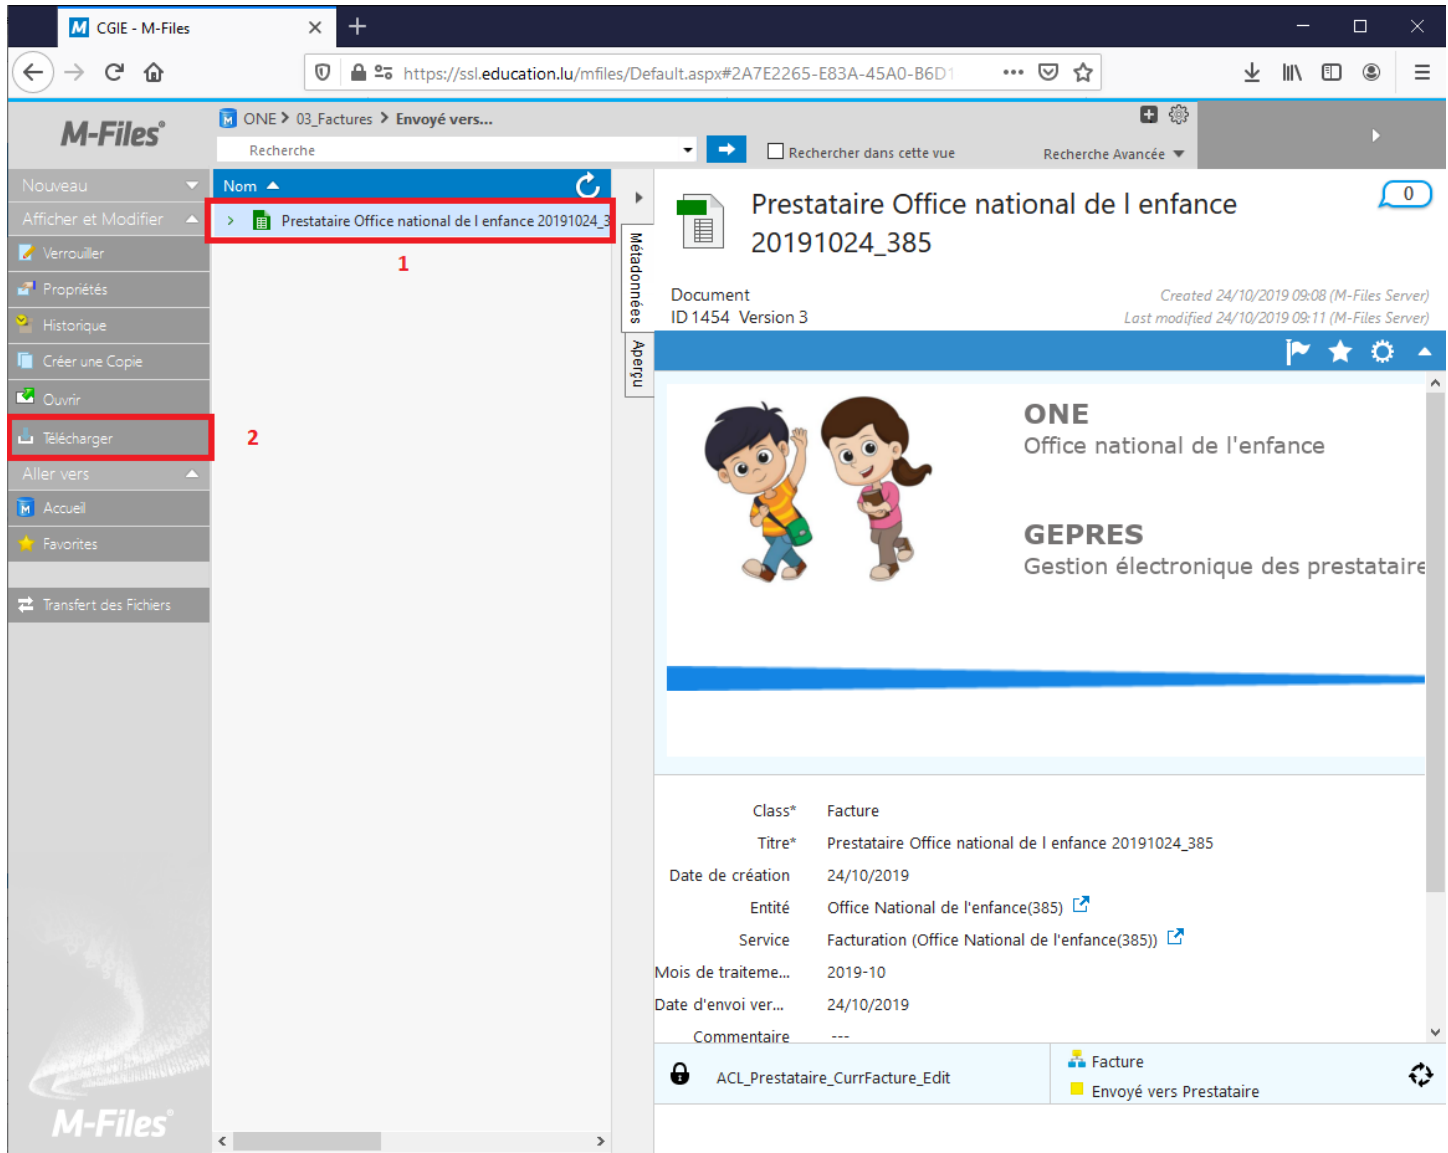 CGIE - M-Files
https://ssl.education.lu/mfiles/Default.aspx#2A7E2265-E83A-45A0-B6D1
M-Files®
ONE > 03_Factures > Envoyé vers...
Recherche
Rechercher dans cette vue
Recherche Avancée
Nouveau
Afficher et Modifier
Verrouiller
Propriétés
Historique
Créer une Copie
Ouvrir
Télécharger
2
Aller vers
Accueil
Favorites
Transfert des Fichiers
M-Files®
Nom
Prestataire Office national de l enfance 20191024_3
1
Métadonnées
Aperçu
Prestataire Office national de l enfance
20191024_385
0
Document
Created 24/10/2019 09:08 (M-Files Server)
ID 1454 Version 3
Last modified 24/10/2019 09:11 (M-Files Server)
ONE
Office national de l'enfance
GEPRES
Gestion électronique des prestataire
Class* Facture
Titre* Prestataire Office national de l enfance 20191024_385
Date de création 24/10/2019
Entité Office National de l'enfance(385)
Service Facturation (Office National de l'enfance(385))
Mois de traiteme... 2019-10
Date d'envoi ver... 24/10/2019
Commentaire ---
ACL_Prestataire_CurrFacture_Edit
Facture
Envoyé vers Prestataire